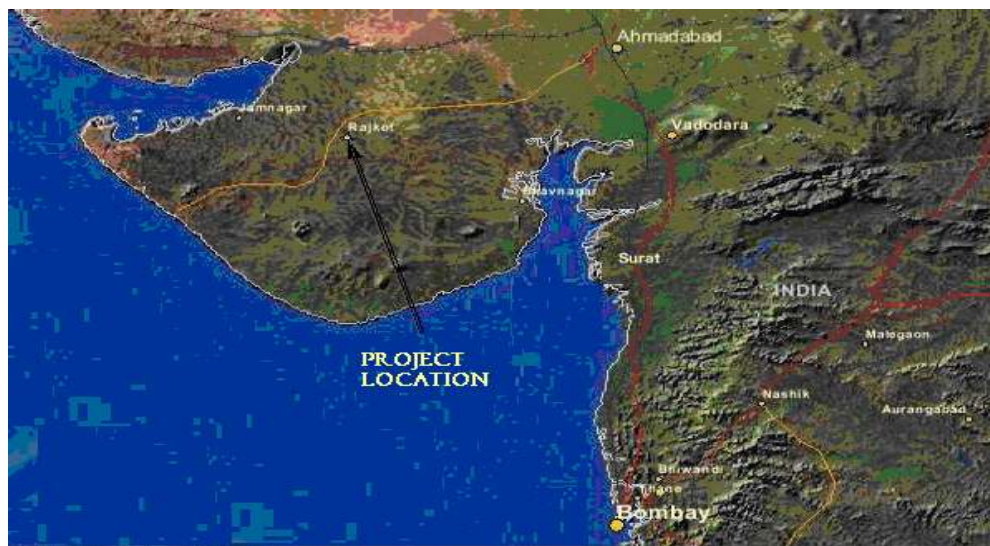 Ahmadabad
Jamnagar
Rajkot
Vadodara
Bhavnagar
Surat
INDIA
PROJECT
LOCATION
Malegaon
Nashik
Aurangabad
Bhiwandi
Thane
Bombay